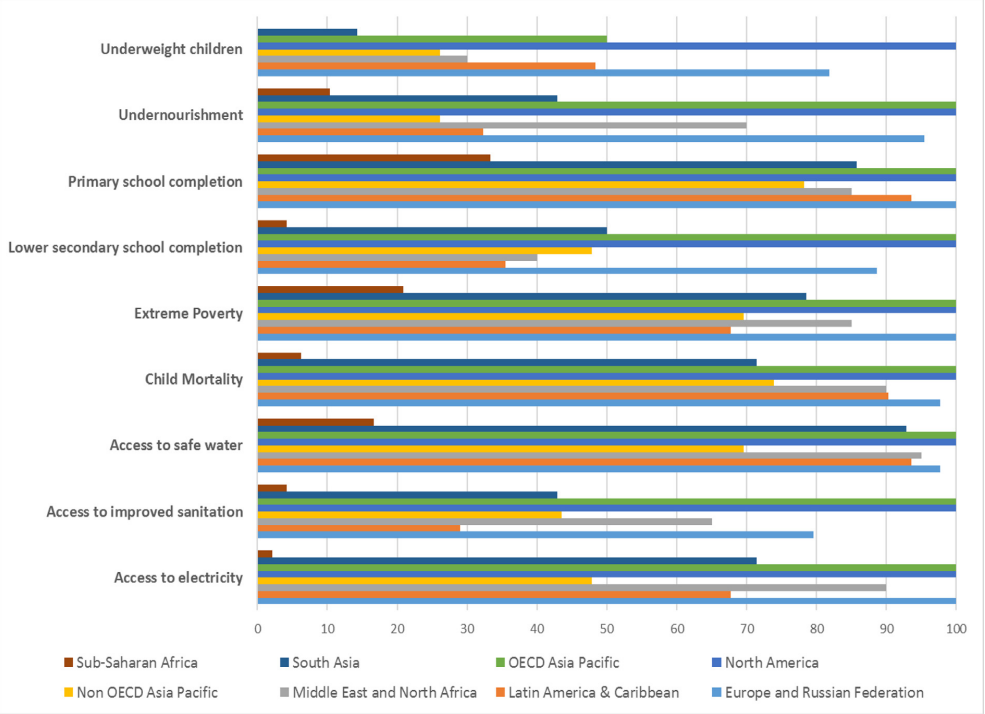 Underweight children
Undernourishment
Primary school completion
Lower secondary school completion
Extreme Poverty
Child Mortality
Access to safe water
Access to improved sanitation
Access to electricity
0 10 20 30 40 50 60 70 80 90 100
Sub-Saharan Africa South Asia OECD Asia Pacific North America
Non OECD Asia Pacific Middle East and North Africa Latin America & Caribbean Europe and Russian Federation